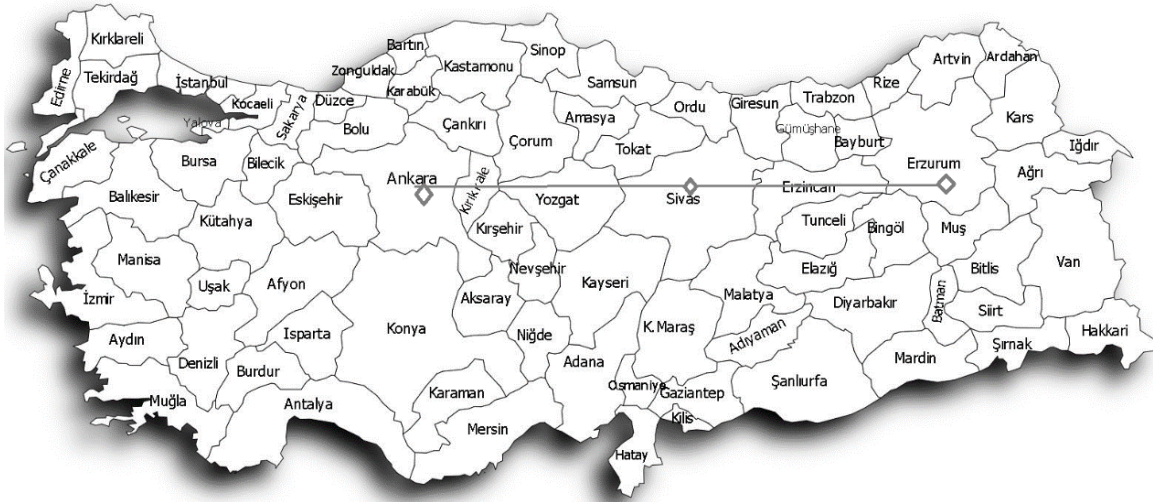 Kırklareli
Edirne
Tekirdağ
İstanbul
Kocaeli
Yalova
Sakarya
Düzce
Zonguldak
Bartın
Karabük
Kastamonu
Sinop
Samsun
Bolu
Çankırı
Çorum
Amasya
Ordu
Giresun
Trabzon
Rize
Artvin
Ardahan
Kars
Gümüşhane
Bayburt
Iğdır
Çanakkale
Bursa
Bilecik
Balıkesir
Kütahya
Eskişehir
Ankara
Kırıkkale
Yozgat
Tokat
Sivas
Erzincan
Erzurum
Ağrı
Manisa
Uşak
Afyon
Kırşehir
Nevşehir
Kayseri
Tunceli
Bingöl
Muş
Bitlis
Van
Elazığ
Malatya
Diyarbakır
Batman
Siirt
İzmir
Aydın
Denizli
Isparta
Burdur
Konya
Aksaray
Niğde
K.Maraş
Adıyaman
Mardin
Şırnak
Hakkari
Muğla
Antalya
Karaman
Mersin
Adana
Osmaniye
Gaziantep
Kilis
Şanlıurfa
Hatay